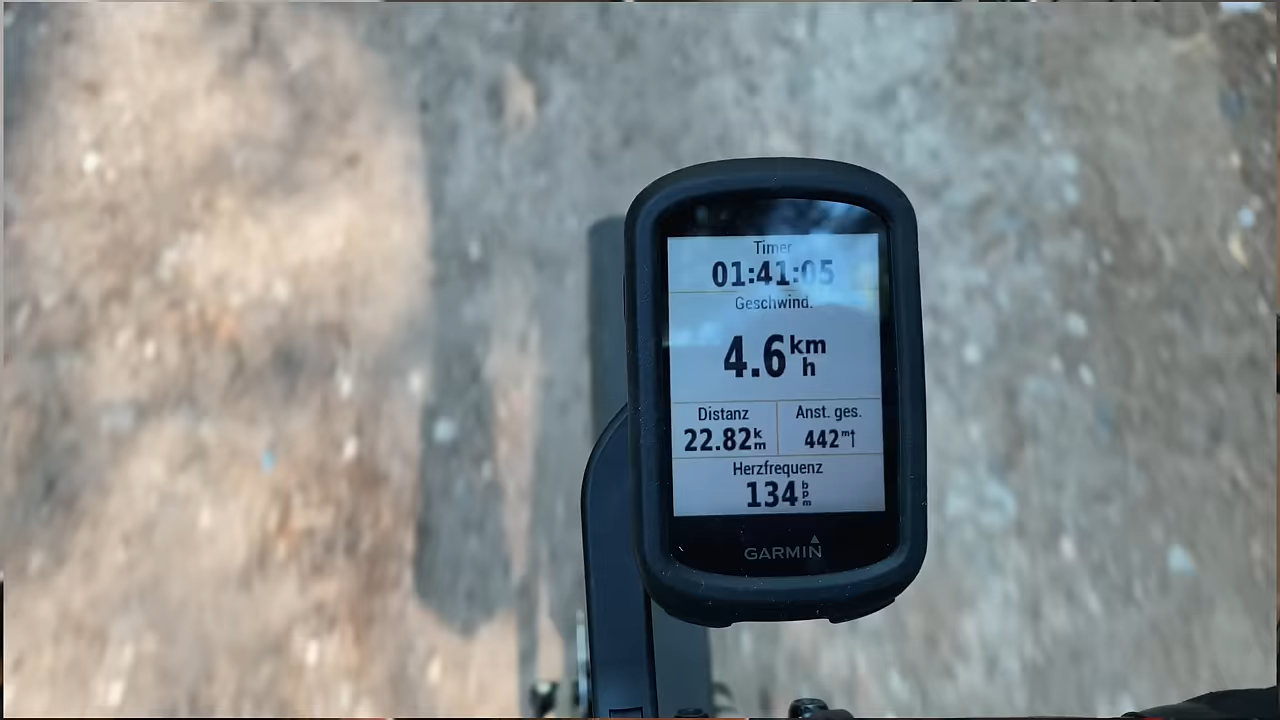 Timer
01:41:05
Geschwind.
4.6 km h
Distanz Anst. ges.
22.82 km 442 m↑
Herzfrequenz
134 bpm
GARMIN